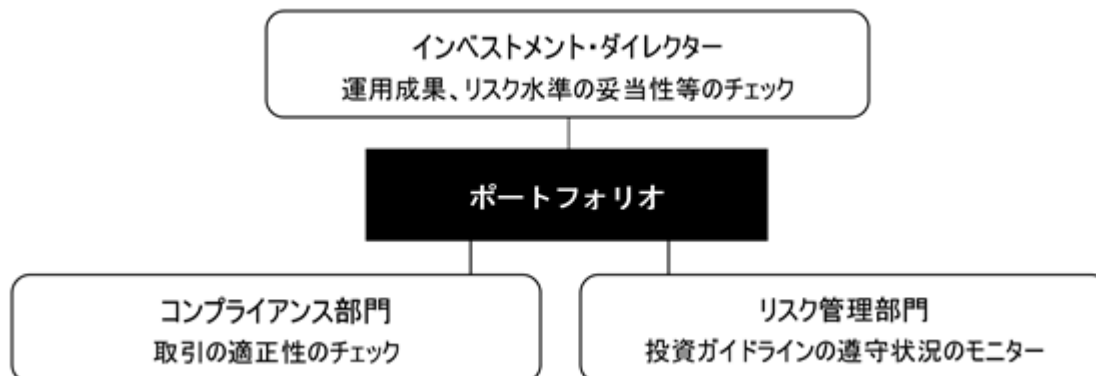 インベストメント・ダイレクター
運用成果、リスク水準の妥当性等のチェック
ポートフォリオ
コンプライアンス部門
取引の適正性のチェック
リスク管理部門
投資ガイドラインの遵守状況のモニター